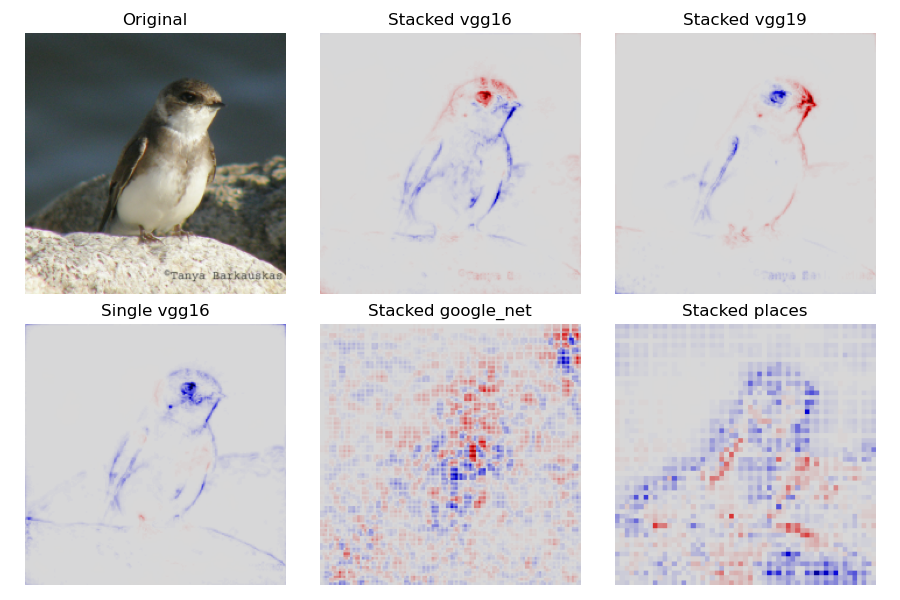 Original
Stacked vgg16
Stacked vgg19
©Tanya Barkauskas
Single vgg16
Stacked google_net
Stacked places